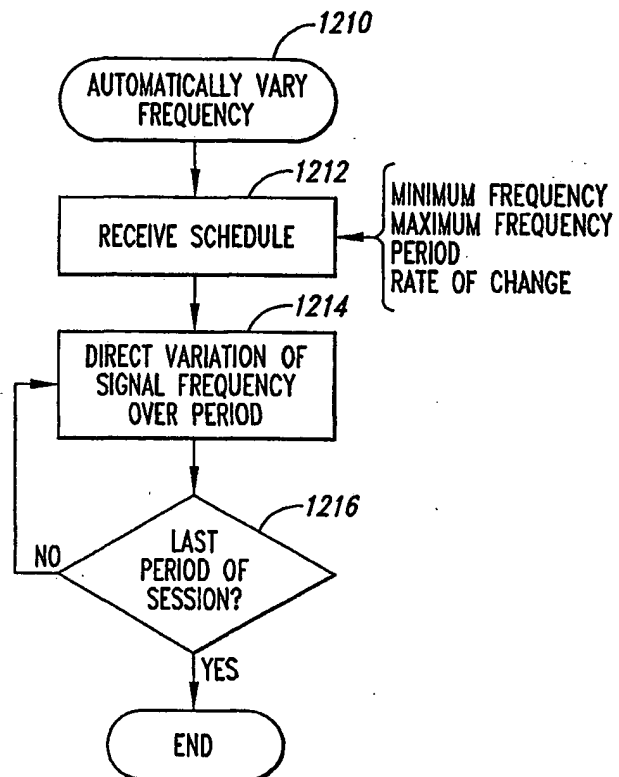 1210
AUTOMATICALLY VARY
FREQUENCY
1212
RECEIVE SCHEDULE
MINIMUM FREQUENCY
MAXIMUM FREQUENCY
PERIOD
RATE OF CHANGE
1214
DIRECT VARIATION OF
SIGNAL FREQUENCY
OVER PERIOD
1216
LAST
PERIOD OF
SESSION?
NO
YES
END